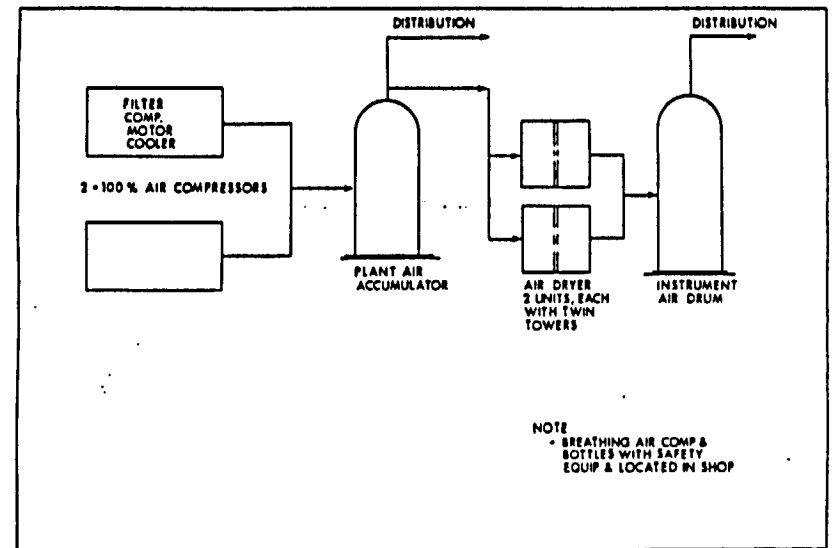 DISTRIBUTION
DISTRIBUTION
FILTER
COMP.
MOTOR
COOLER
2 - 100 % AIR COMPRESSORS
PLANT AIR
ACCUMULATOR
AIR DRYER
2 UNITS, EACH
WITH TWIN
TOWERS
INSTRUMENT
AIR DRUM
NOTE
• BREATHING AIR COMP &
BOTTLES WITH SAFETY
EQUIP & LOCATED IN SHOP